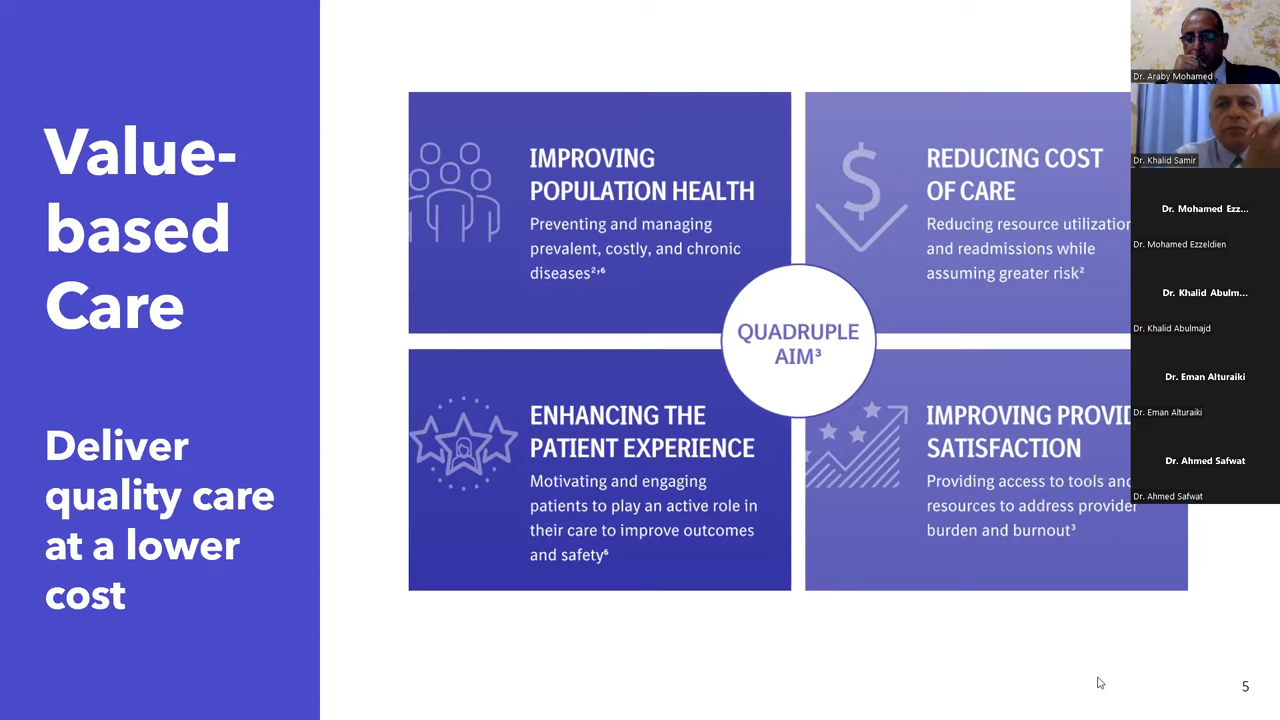 Value-
based
Care
Deliver
quality care
at a lower
cost
IMPROVING
POPULATION HEALTH
Preventing and managing
prevalent, costly, and chronic
diseases²,⁶
REDUCING COST
OF CARE
Reducing resource utilization
and readmissions while
assuming greater risk²
QUADRUPLE
AIM³
ENHANCING THE
PATIENT EXPERIENCE
Motivating and engaging
patients to play an active role in
their care to improve outcomes
and safety⁶
IMPROVING PROVID
SATISFACTION
Providing access to tools and
resources to address provider
burden and burnout³
Dr. Araby Mohamed
Dr. Khalid Samir
Dr. Mohamed Ezz...
Dr. Mohamed Ezzeldien
Dr. Khalid Abulm...
Dr. Khalid Abulmajd
Dr. Eman Alturaiki
Dr. Eman Alturaiki
Dr. Ahmed Safwat
Dr. Ahmed Safwat
5